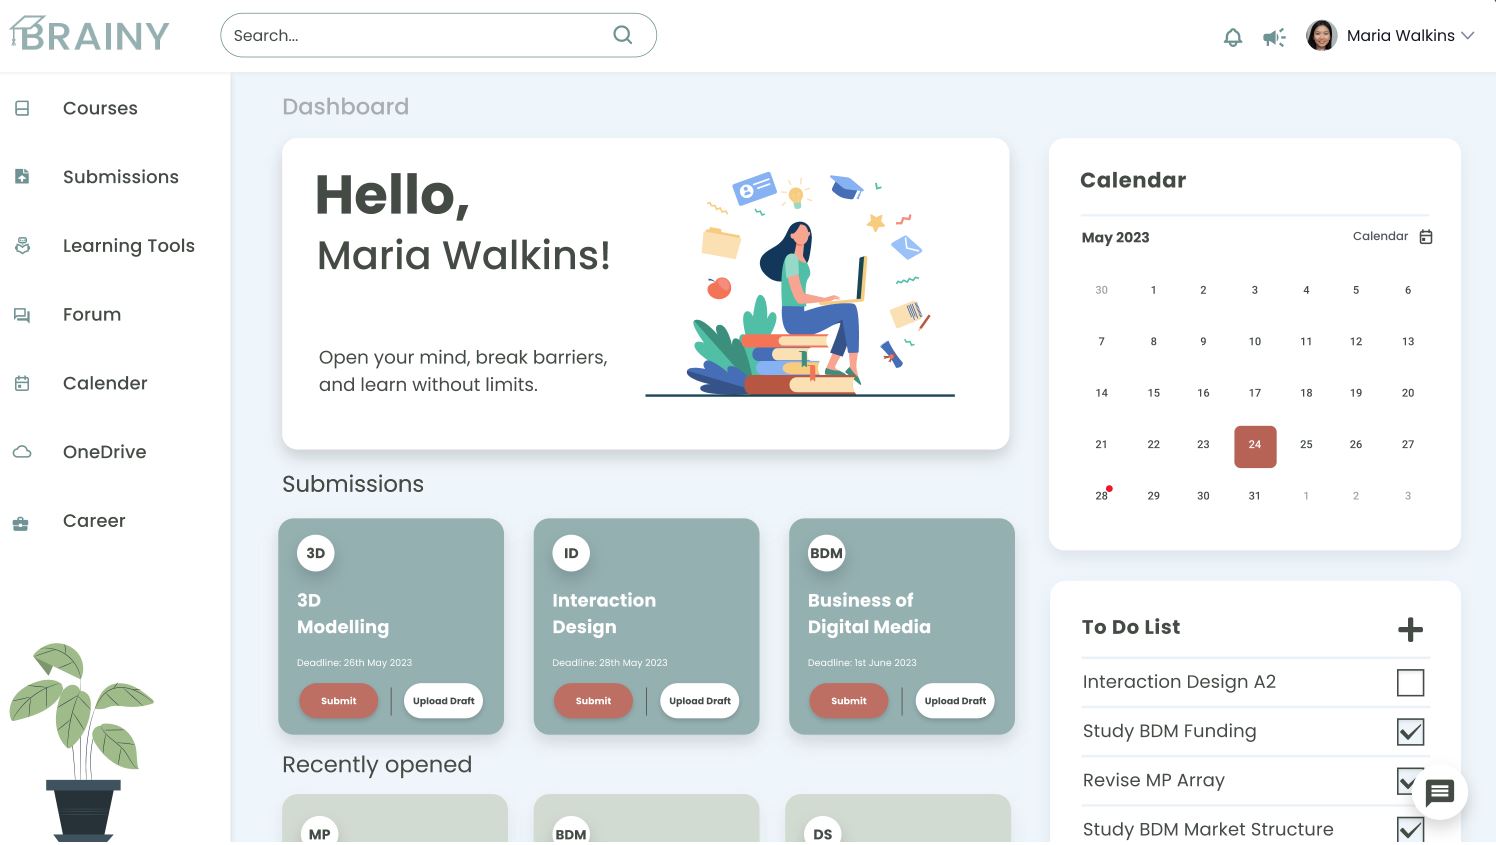 BRAINY
Search...
Maria Walkins
Courses
Submissions
Learning Tools
Forum
Calender
OneDrive
Career
Dashboard
Hello,
Maria Walkins!
Open your mind, break barriers,
and learn without limits.
Submissions
3D
3D
Modelling
Deadline: 26th May 2023
Submit
Upload Draft
ID
Interaction
Design
Deadline: 28th May 2023
Submit
Upload Draft
BDM
Business of
Digital Media
Deadline: 1st June 2023
Submit
Upload Draft
Recently opened
MP
BDM
DS
Calendar
May 2023
Calendar
30 1 2 3 4 5 6
7 8 9 10 11 12 13
14 15 16 17 18 19 20
21 22 23 24 25 26 27
28 29 30 31 1 2 3
To Do List
Interaction Design A2
Study BDM Funding
Revise MP Array
Study BDM Market Structure